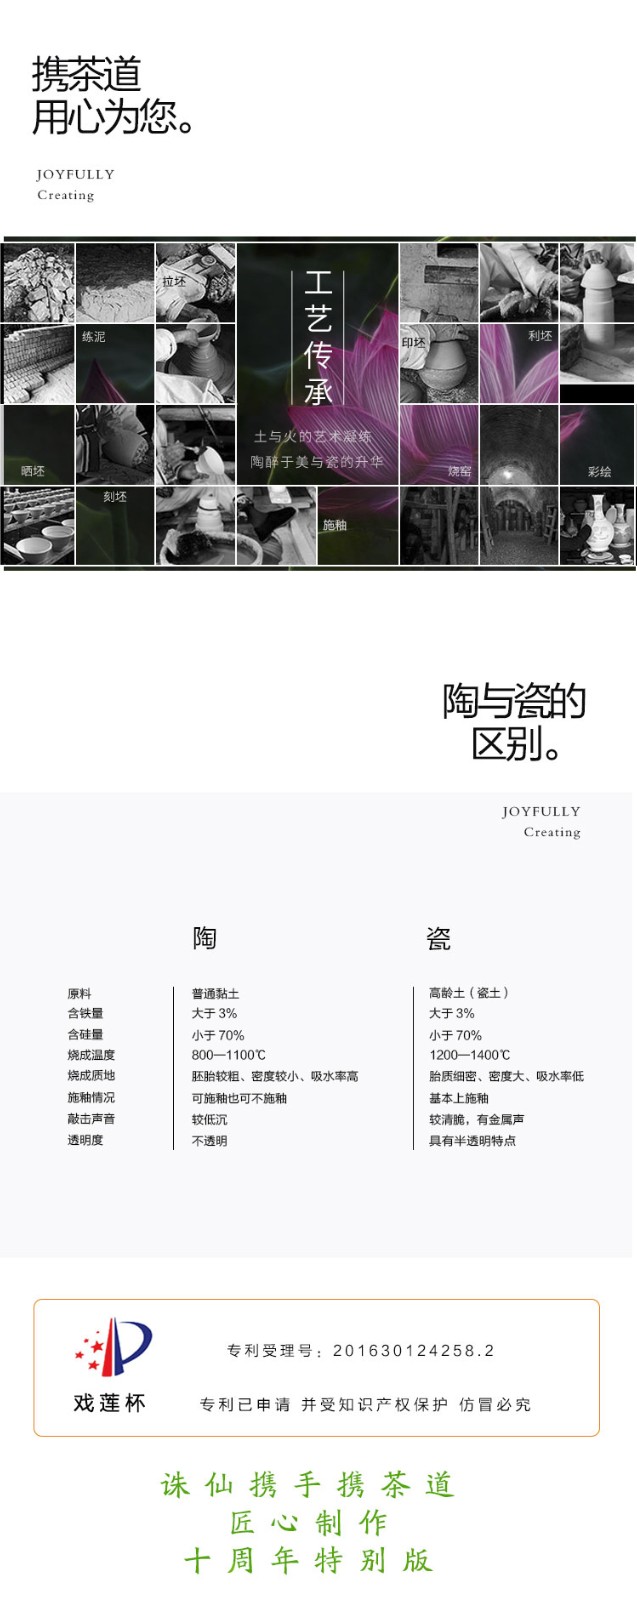 携茶道
用心为您。
JOYFULLY
Creating
拉坯
练泥
工艺传承
印坯
利坯
土与火的艺术凝练
陶醉于美与瓷的升华
晒坯
烧窑
彩绘
刻坯
施釉
陶与瓷的
区别。
JOYFULLY
Creating
陶 瓷
原料 普通黏土 高龄土（瓷土）
含铁量 大于 3% 大于 3%
含硅量 小于 70% 小于 70%
烧成温度 800—1100℃ 1200—1400℃
烧成质地 胚胎较粗、密度较小、吸水率高 胎质细密、密度大、吸水率低
施釉情况 可施釉也可不施釉 基本上施釉
敲击声音 较低沉 较清脆，有金属声
透明度 不透明 具有半透明特点
专利受理号：201630124258.2
戏莲杯
专利已申请 并受知识产权保护 仿冒必究
诛仙携手携茶道
匠心制作
十周年特别版